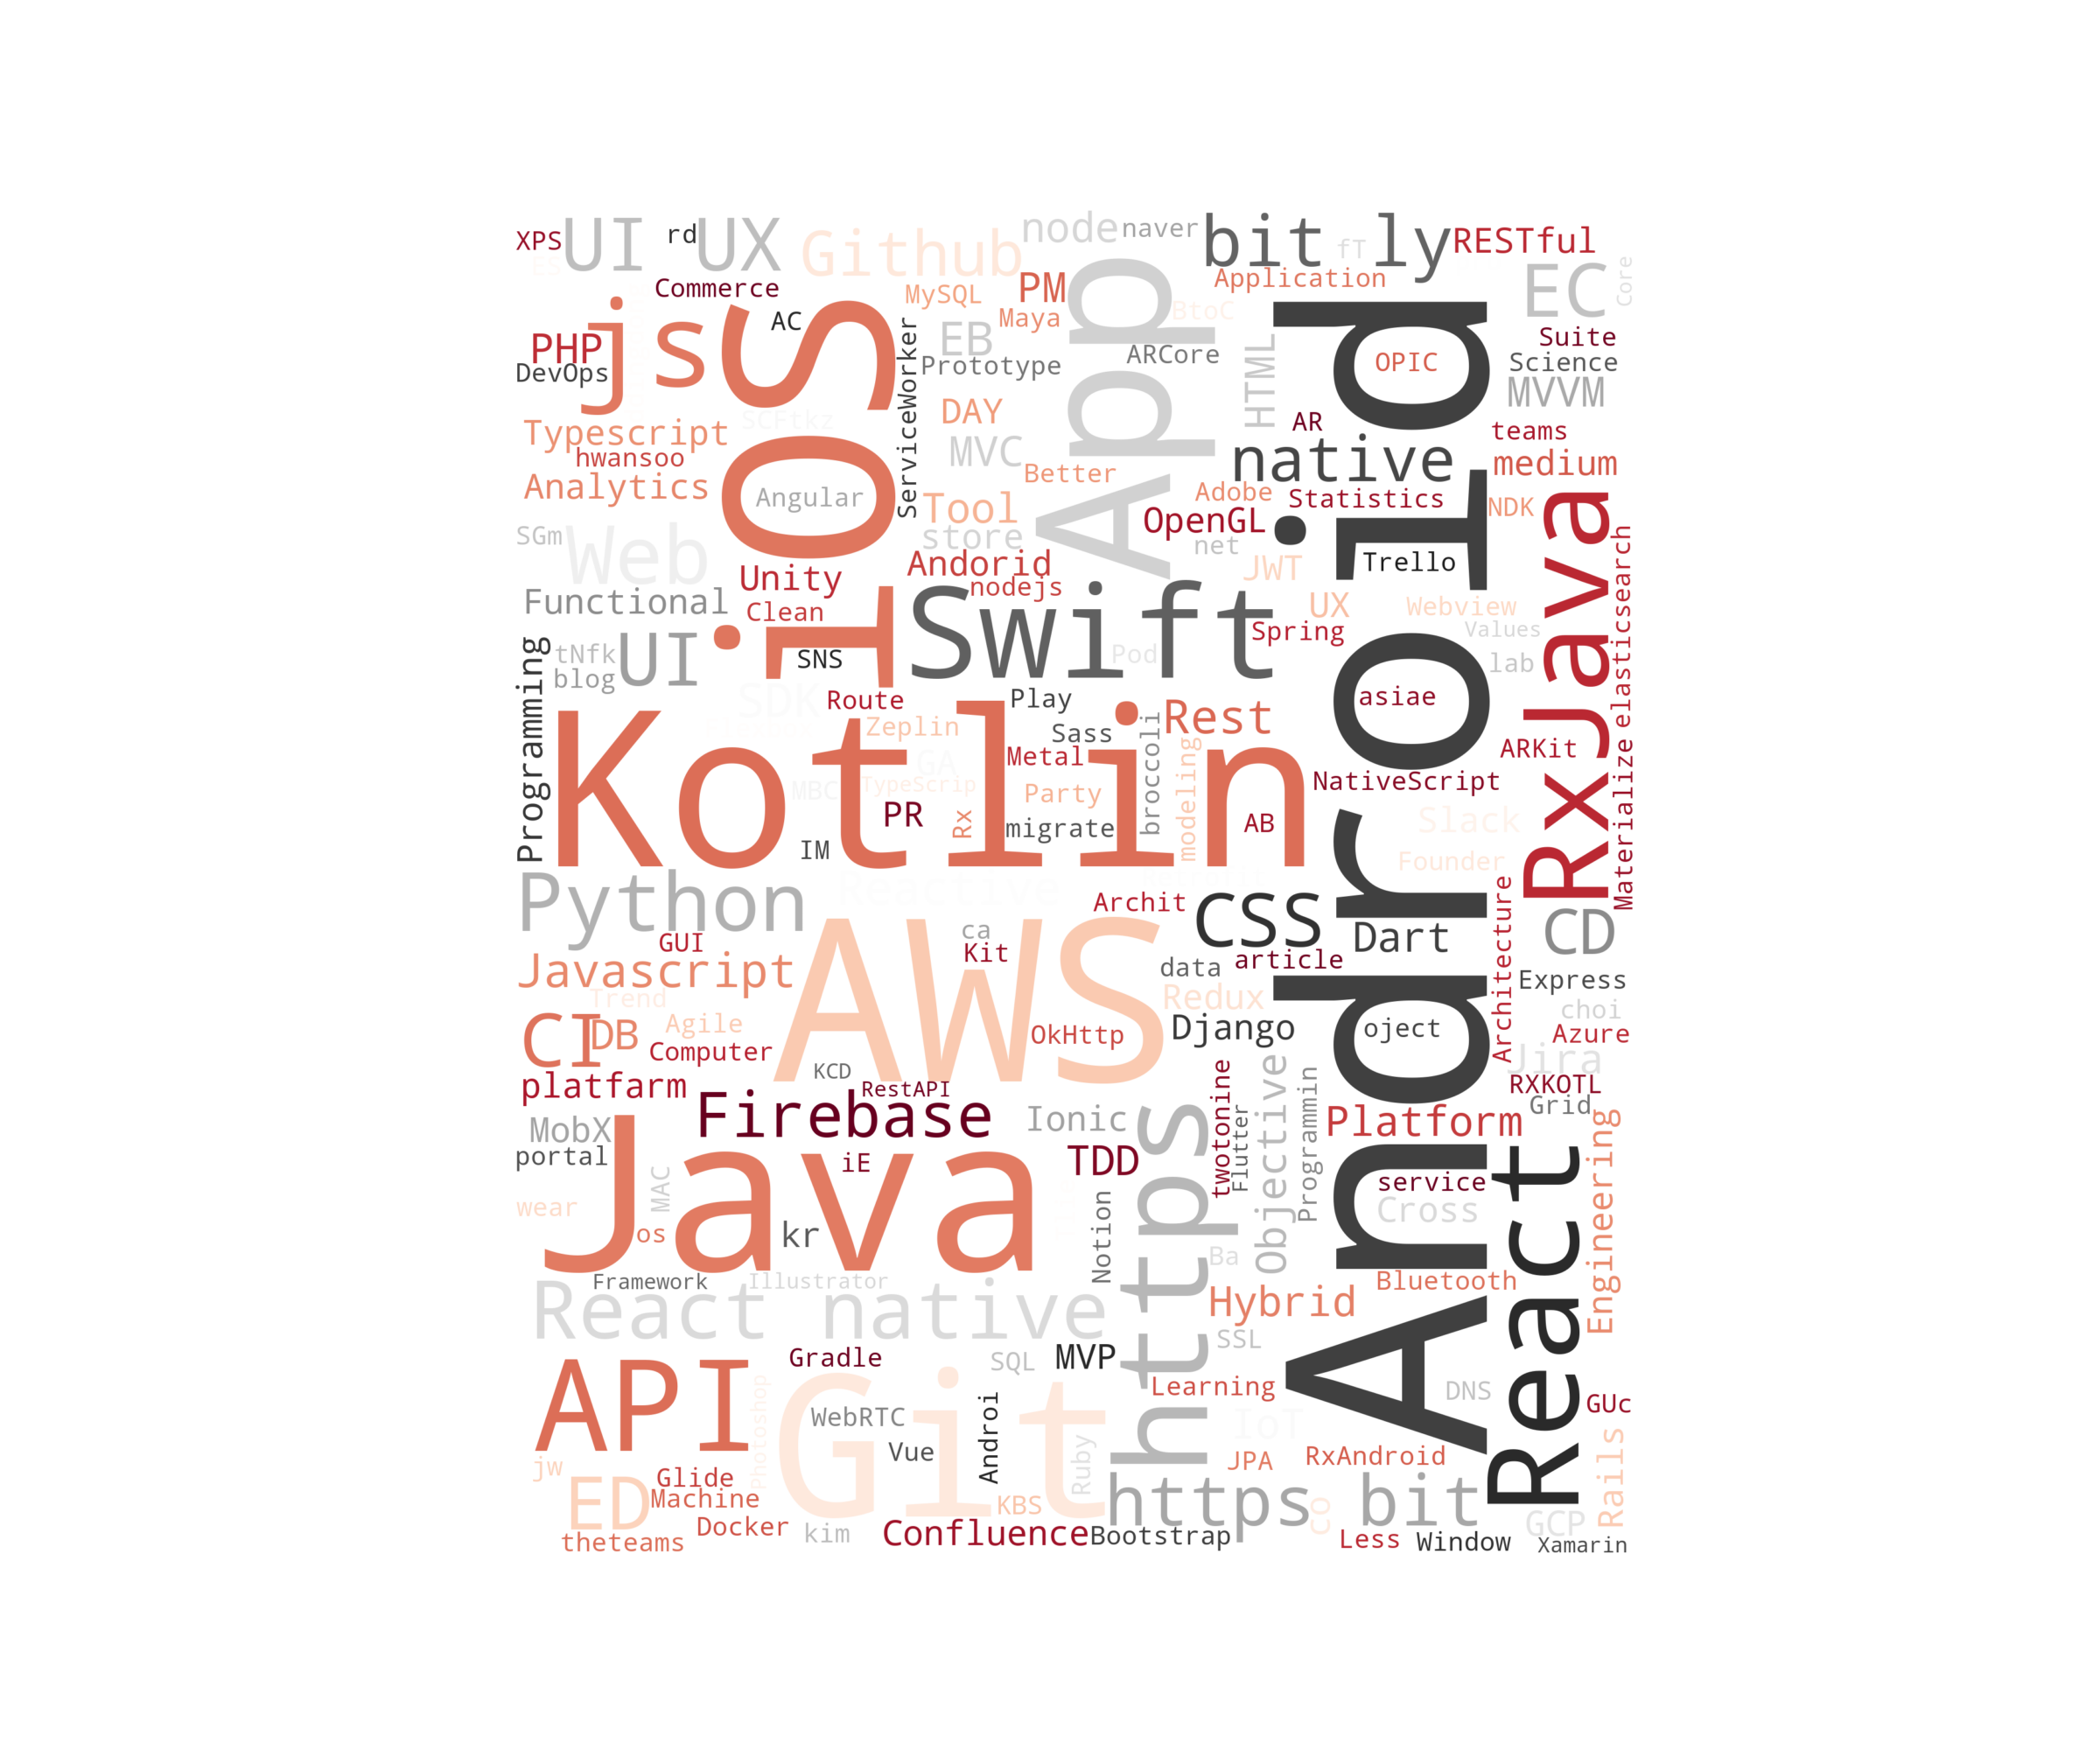 XPS
UI
rd
UX
Github
node
naver
bit ly
fT
RESTful
Commerce
MySQL
PM
Application
EC
Core
js
AC
iOS
EB
Maya
App
BtoC
PHP
DevOps
ServiceWorker
Prototype
ARCore
HTML
OPIC
Suite
Science
MVVM
Typescript
hwansoo
Analytics
SCFtkz
Angular
DAY
MVC
Better
AR
native
teams
medium
Android
Tool
store
Adobe
Statistics
NDK
OpenGL
net
SGm
Web
Unity
Andorid
nodejs
JWT
Trello
RxJava
elasticsearch
Functional
Clean
Swift
UX
Webview
Spring
Values
Programming
tNfk
blog
UI
SNS
Pod
lab
SDK
Route
Play
Rest
asiae
Zeplin
Sass
broccoli
Kotlin
Metal
modeling
ARKit
Materialize
GA
MBC
TypeScrip
Party
NativeScript
PR
Rx
migrate
AB
Slack
IM
Founder
Python
Archit
CSS
Dart
CD
Architecture
GUI
AWS
ca
Kit
data
article
Express
Javascript
Trend
Redux
choi
CI
DB
Agile
OkHttp
Django
oject
Azure
Computer
Jira
platfarm
KCD
RestAPI
RXKOTL
Grid
Firebase
Ionic
https
twotonine
Flutter
Objective
Programmin
Platform
MobX
portal
Java
iE
TDD
service
Engineering
React
wear
MAC
os
kr
Notion
Cross
Ba
Framework
Illustrator
Bluetooth
React native
Hybrid
SSL
API
Gradle
SQL
MVP
Learning
DNS
GUc
Photoshop
Git
WebRTC
Vue
Androi
Ruby
IoT
JPA
RxAndroid
Rails
jw
Glide
ED
Machine
KBS
https bit
co
GCP
theteams
Docker
kim
Confluence
Bootstrap
Less
Window
Xamarin